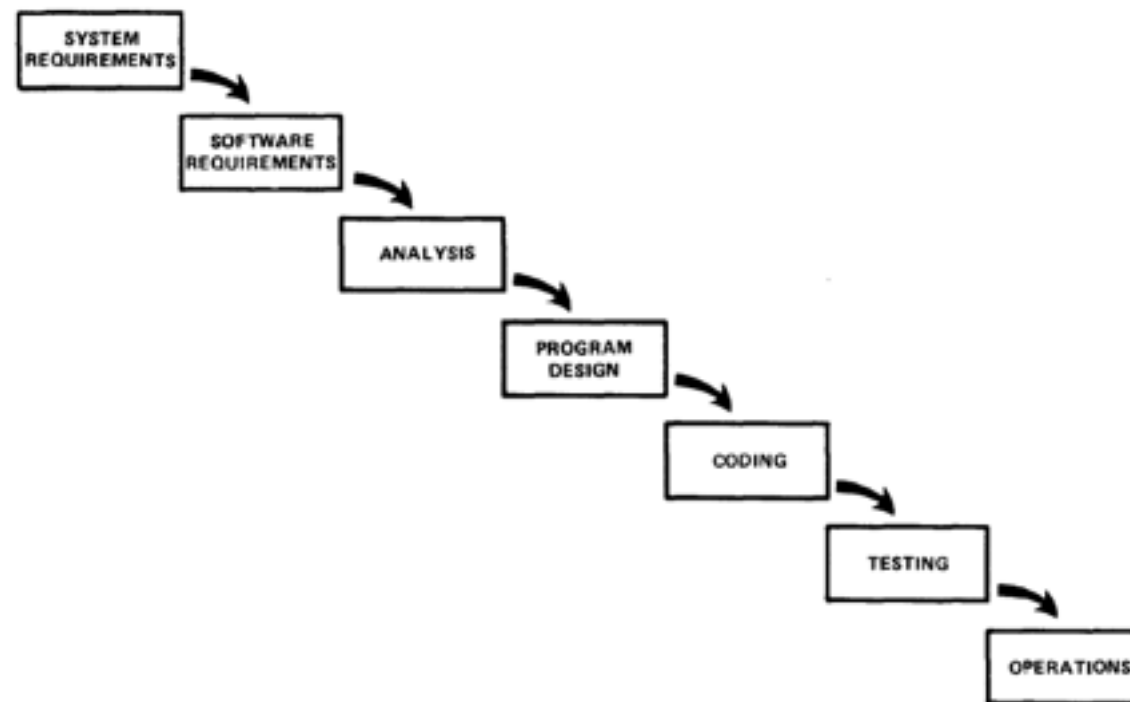 SYSTEM
REQUIREMENTS
SOFTWARE
REQUIREMENTS
ANALYSIS
PROGRAM
DESIGN
CODING
TESTING
OPERATIONS